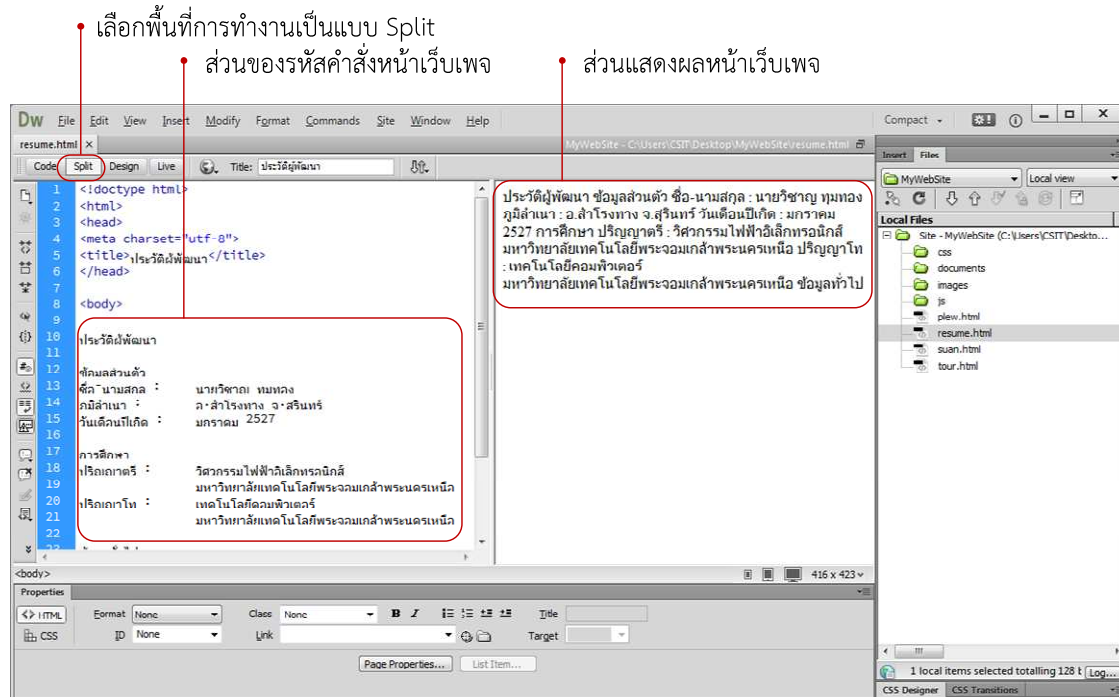 เลือกพื้นที่การทำงานเป็นแบบ Split
ส่วนของรหัสคำสั่งหน้าเว็บเพจ
ส่วนแสดงผลหน้าเว็บเพจ
Dw File Edit View Insert Modify Format Commands Site Window Help
Compact
resume.html ×
MyWebSite - C:\Users\CSIT\Desktop\MyWebSite\resume.html
Code Split Design Live Title: ประวัติผู้พัฒนา
1 <!doctype html>
2 <html>
3 <head>
4 <meta charset="utf-8">
5 <title>ประวัติผู้พัฒนา</title>
6 </head>
7
8 <body>
9
10 ประวัติผู้พัฒนา
11
12 ข้อมูลส่วนตัว
13 ชื่อ-นามสกุล : นายวิชาญ ทุมทอง
14 ภูมิลำเนา : อ.สำโรงทาง จ.สุรินทร์
15 วันเดือนปีเกิด : มกราคม 2527
16
17 การศึกษา
18 ปริญญาตรี : วิศวกรรมไฟฟ้าอิเล็กทรอนิกส์
19 มหาวิทยาลัยเทคโนโลยีพระจอมเกล้าพระนครเหนือ
20 ปริญญาโท : เทคโนโลยีคอมพิวเตอร์
21 มหาวิทยาลัยเทคโนโลยีพระจอมเกล้าพระนครเหนือ
22
ประวัติผู้พัฒนา ข้อมูลส่วนตัว ชื่อ-นามสกุล : นายวิชาญ ทุมทอง
ภูมิลำเนา : อ.สำโรงทาง จ.สุรินทร์ วันเดือนปีเกิด : มกราคม
2527 การศึกษา ปริญญาตรี : วิศวกรรมไฟฟ้าอิเล็กทรอนิกส์
มหาวิทยาลัยเทคโนโลยีพระจอมเกล้าพระนครเหนือ ปริญญาโท
: เทคโนโลยีคอมพิวเตอร์
มหาวิทยาลัยเทคโนโลยีพระจอมเกล้าพระนครเหนือ ข้อมูลทั่วไป
Insert Files
MyWebSite Local view
Local Files
Site - MyWebSite (C:\Users\CSIT\Deskto...
css
documents
images
js
plew.html
resume.html
suan.html
tour.html
<body>
416 x 423
Properties
<> HTML Format None Class None B I Title
CSS ID None Link Target
Page Properties... List Item...
1 local items selected totalling 128 t Log...
CSS Designer CSS Transitions